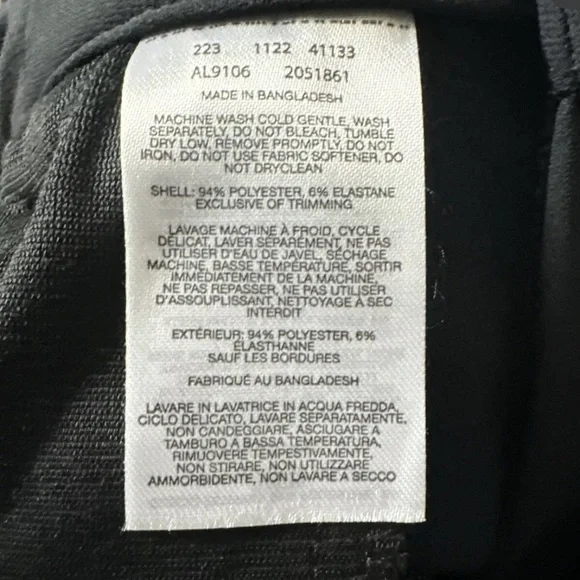 223 1122 41133
AL9106 2051861
MADE IN BANGLADESH
MACHINE WASH COLD GENTLE, WASH
SEPARATELY, DO NOT BLEACH, TUMBLE
DRY LOW, REMOVE PROMPTLY, DO NOT
IRON, DO NOT USE FABRIC SOFTENER, DO
NOT DRYCLEAN
SHELL: 94% POLYESTER, 6% ELASTANE
EXCLUSIVE OF TRIMMING
LAVAGE MACHINE À FROID, CYCLE
DÉLICAT, LAVER SÉPARÉMENT, NE PAS
UTILISER D'EAU DE JAVEL, SÉCHAGE
MACHINE, BASSE TEMPÉRATURE, SORTIR
IMMÉDIATEMENT DE LA MACHINE,
NE PAS REPASSER, NE PAS UTILISER
D'ASSOUPLISSANT, NETTOYAGE À SEC
INTERDIT
EXTÉRIEUR: 94% POLYESTER, 6%
ÉLASTHANNE
SAUF LES BORDURES
FABRIQUÉ AU BANGLADESH
LAVARE IN LAVATRICE IN ACQUA FREDDA,
CICLO DELICATO, LAVARE SEPARATAMENTE,
NON CANDEGGIARE, ASCIUGARE A
TAMBURO A BASSA TEMPERATURA,
RIMUOVERE TEMPESTIVAMENTE,
NON STIRARE, NON UTILIZZARE
AMMORBIDENTE, NON LAVARE A SECCO